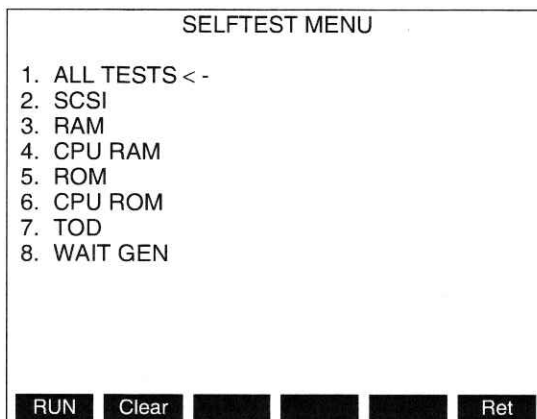 SELFTEST MENU
1. ALL TESTS < -
2. SCSI
3. RAM
4. CPU RAM
5. ROM
6. CPU ROM
7. TOD
8. WAIT GEN
RUN Clear Ret